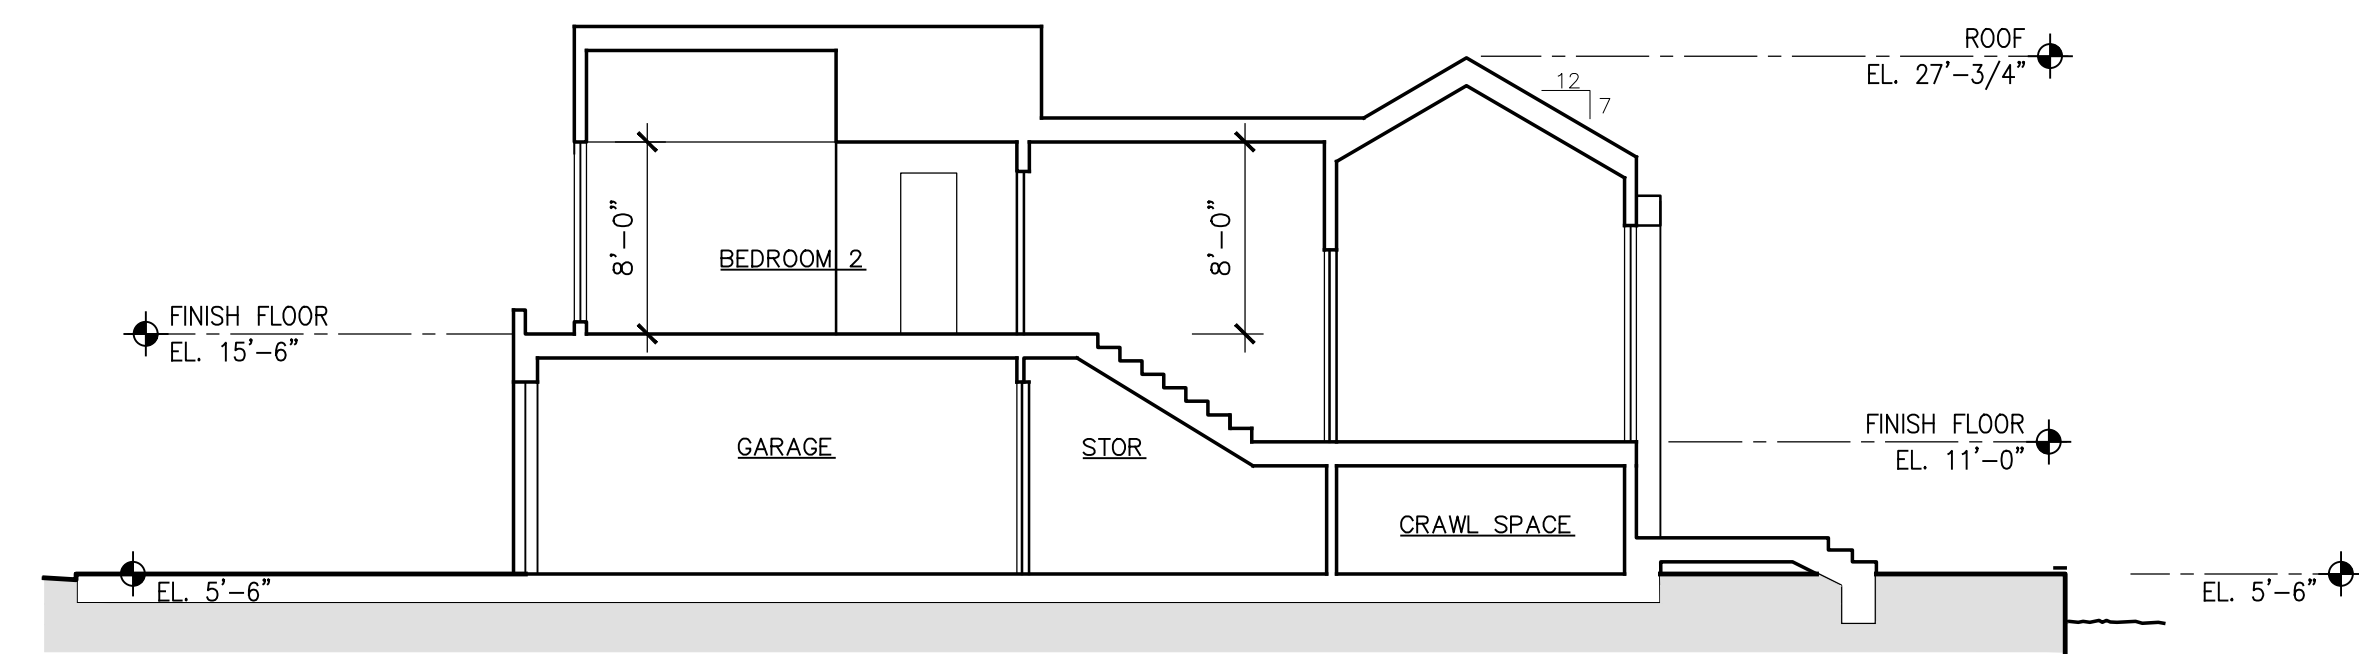 ROOF
EL. 27'-3/4"
12
7
8'-0"
8'-0"
BEDROOM 2
FINISH FLOOR
EL. 15'-6"
FINISH FLOOR
EL. 11'-0"
GARAGE
STOR
CRAWL SPACE
EL. 5'-6"
EL. 5'-6"